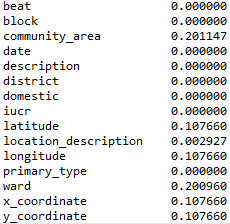 beat 0.000000
block 0.000000
community_area 0.201147
date 0.000000
description 0.000000
district 0.000000
domestic 0.000000
iucr 0.000000
latitude 0.107660
location_description 0.002927
longitude 0.107660
primary_type 0.000000
ward 0.200960
x_coordinate 0.107660
y_coordinate 0.107660